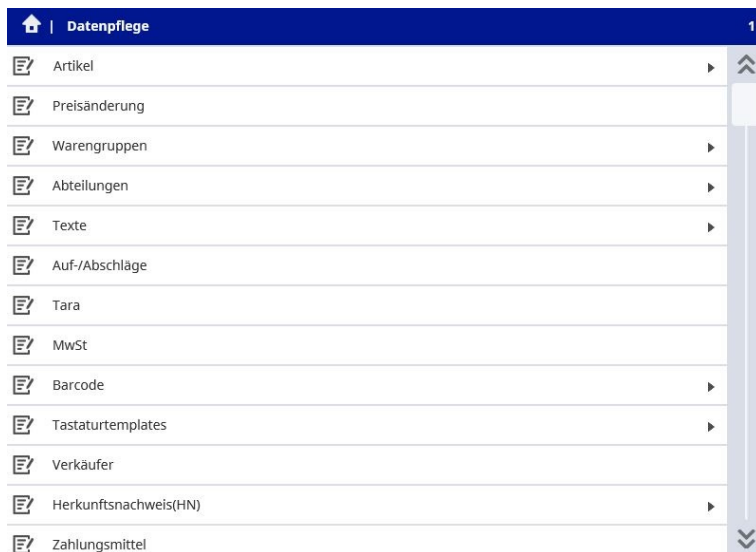 | Datenpflege 1
Artikel
Preisänderung
Warengruppen
Abteilungen
Texte
Auf-/Abschläge
Tara
MwSt
Barcode
Tastaturtemplates
Verkäufer
Herkunftsnachweis(HN)
Zahlungsmittel